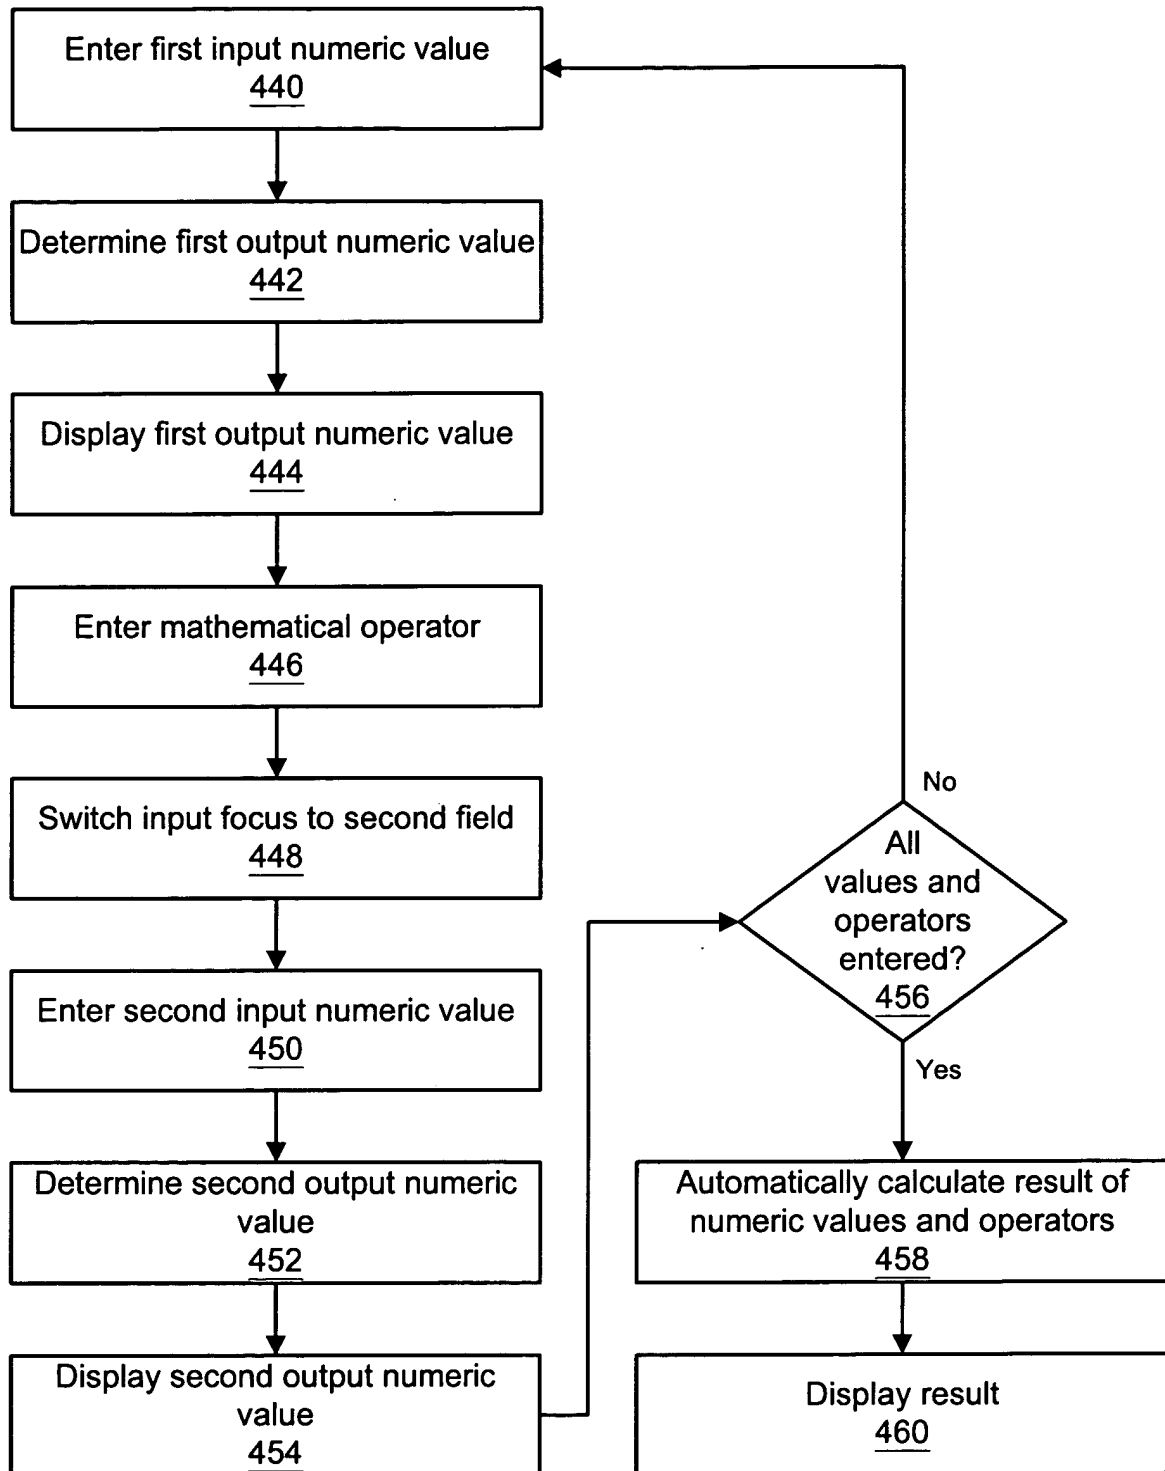 Enter first input numeric value
440
Determine first output numeric value
442
Display first output numeric value
444
Enter mathematical operator
446
Switch input focus to second field
448
Enter second input numeric value
450
Determine second output numeric
value
452
Display second output numeric
value
454
No
All
values and
operators
entered?
456
Yes
Automatically calculate result of
numeric values and operators
458
Display result
460